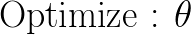 Optimize : θ